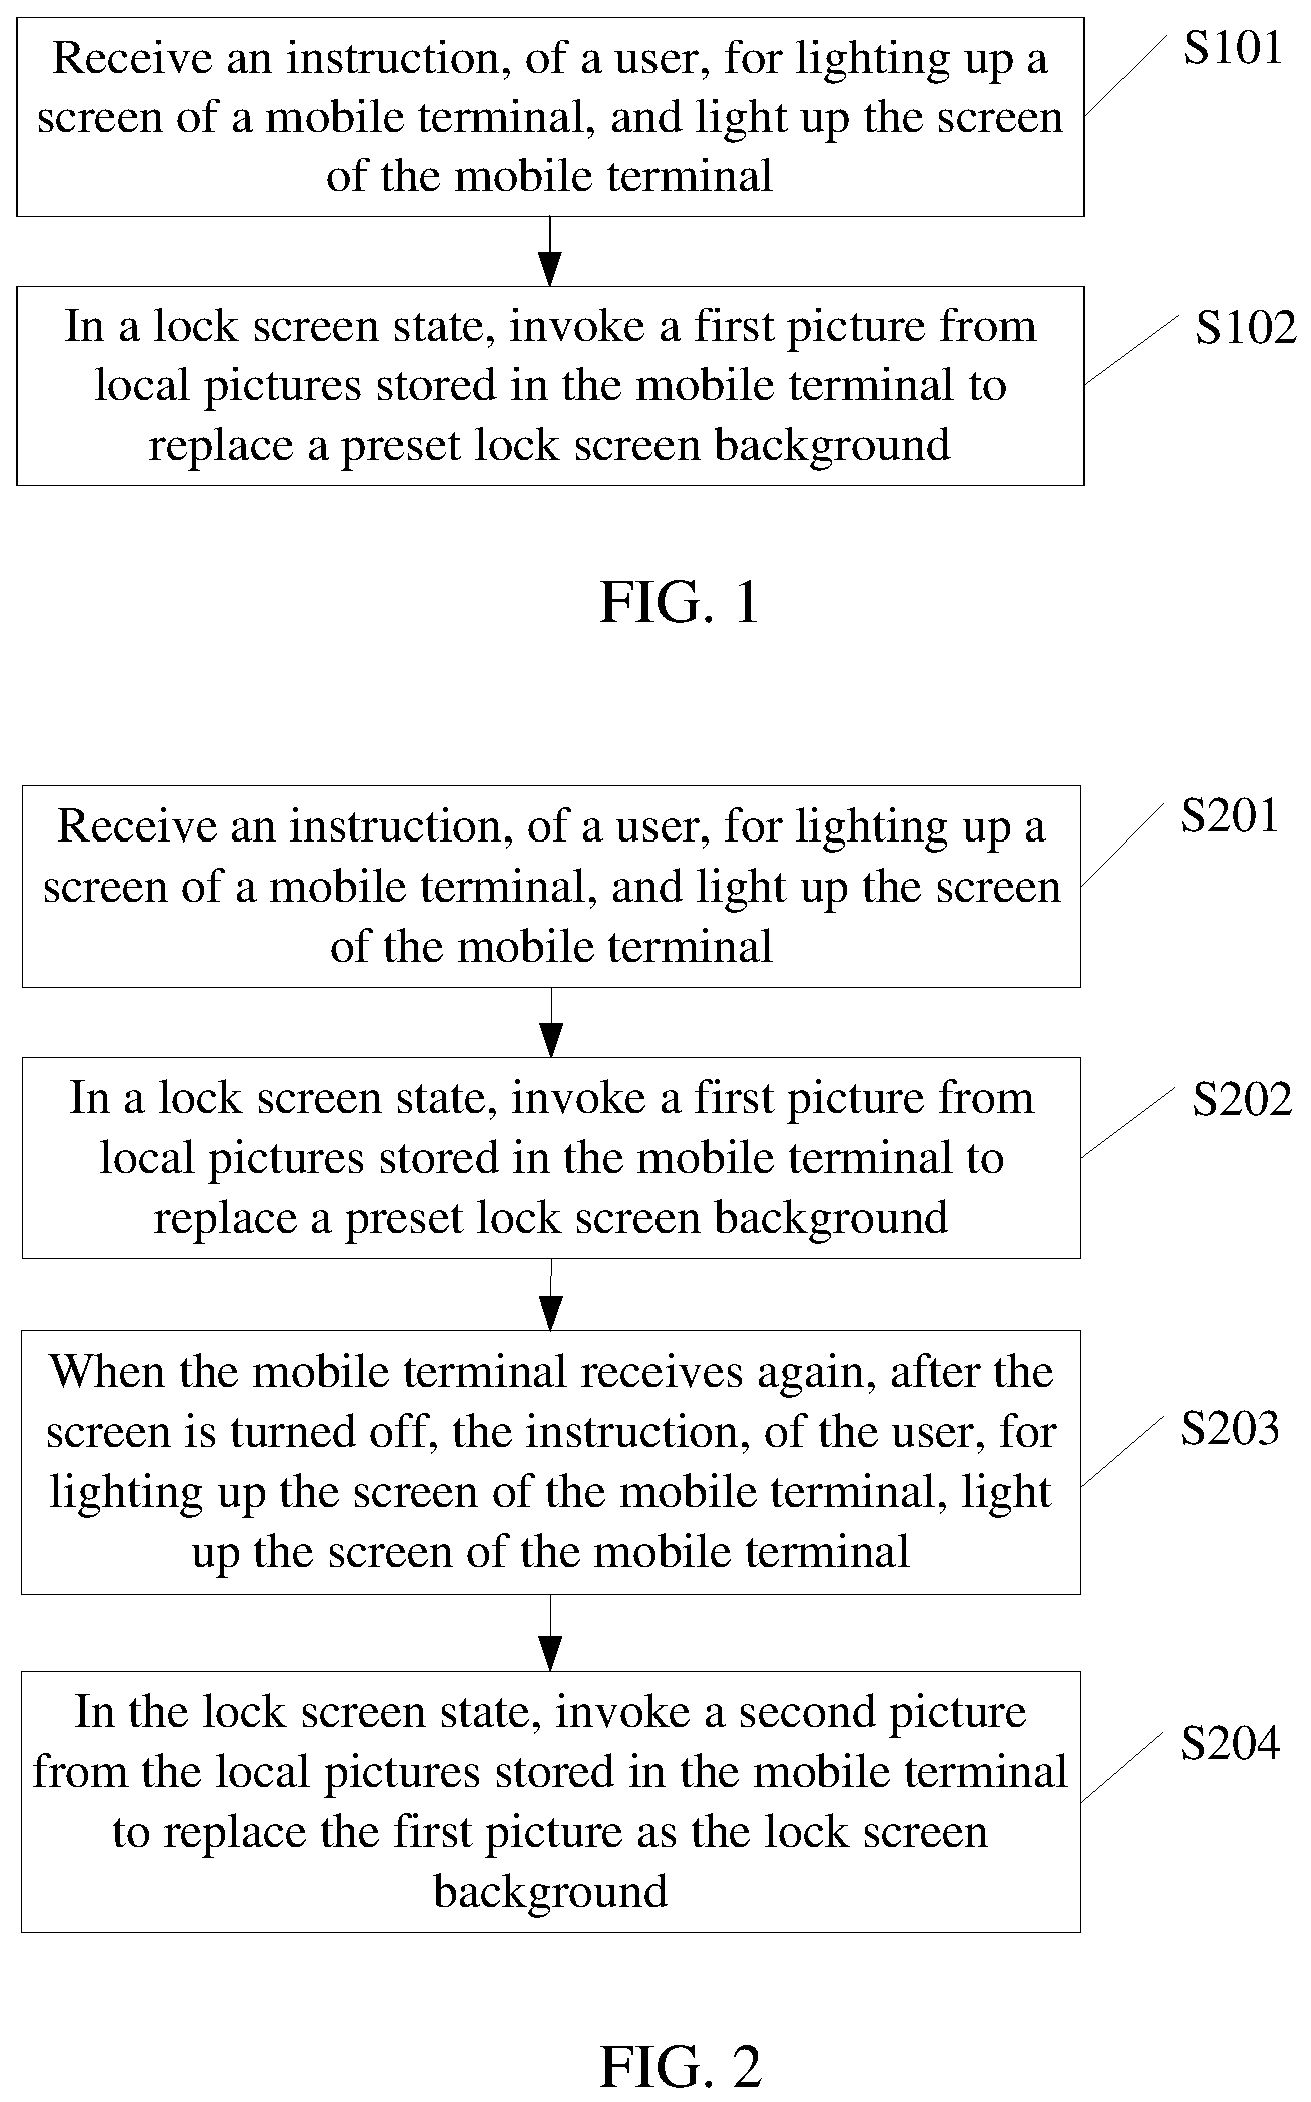 Receive an instruction, of a user, for lighting up a
screen of a mobile terminal, and light up the screen
of the mobile terminal
S101
In a lock screen state, invoke a first picture from
local pictures stored in the mobile terminal to
replace a preset lock screen background
S102
FIG. 1
Receive an instruction, of a user, for lighting up a
screen of a mobile terminal, and light up the screen
of the mobile terminal
S201
In a lock screen state, invoke a first picture from
local pictures stored in the mobile terminal to
replace a preset lock screen background
S202
When the mobile terminal receives again, after the
screen is turned off, the instruction, of the user, for
lighting up the screen of the mobile terminal, light
up the screen of the mobile terminal
S203
In the lock screen state, invoke a second picture
from the local pictures stored in the mobile terminal
to replace the first picture as the lock screen
background
S204
FIG. 2